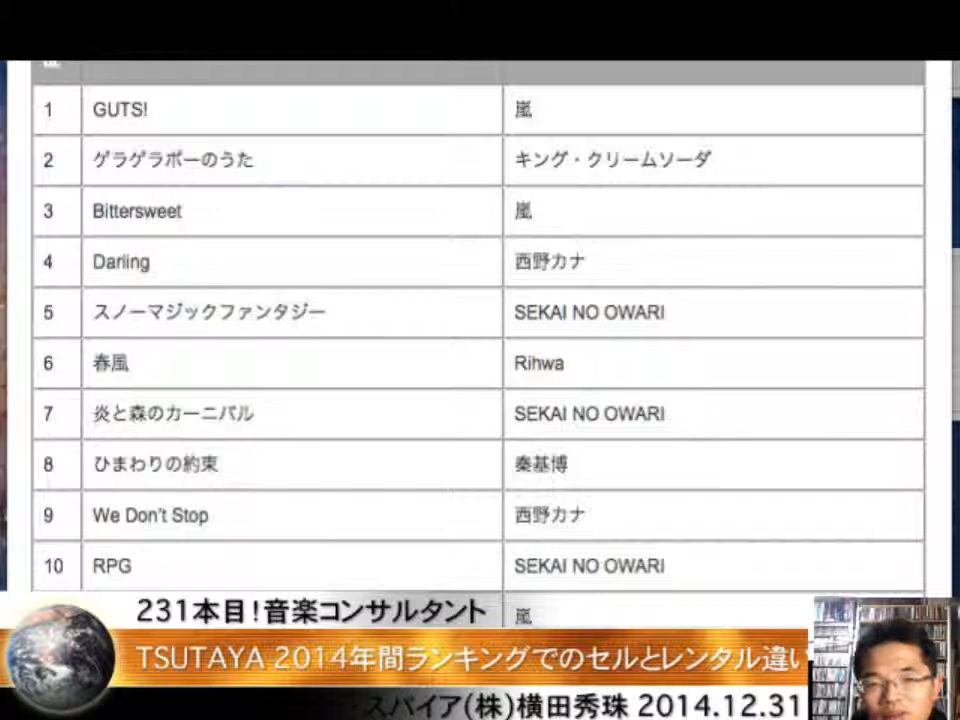 1 GUTS! 嵐
2 ゲラゲラポーのうた キング・クリームソーダ
3 Bittersweet 嵐
4 Darling 西野カナ
5 スノーマジックファンタジー SEKAI NO OWARI
6 春風 Rihwa
7 炎と森のカーニバル SEKAI NO OWARI
8 ひまわりの約束 秦基博
9 We Don't Stop 西野カナ
10 RPG SEKAI NO OWARI
嵐
231本目!音楽コンサルタント
TSUTAYA 2014年間ランキングでのセルとレンタル違い
スパイア(株)横田秀珠 2014.12.31